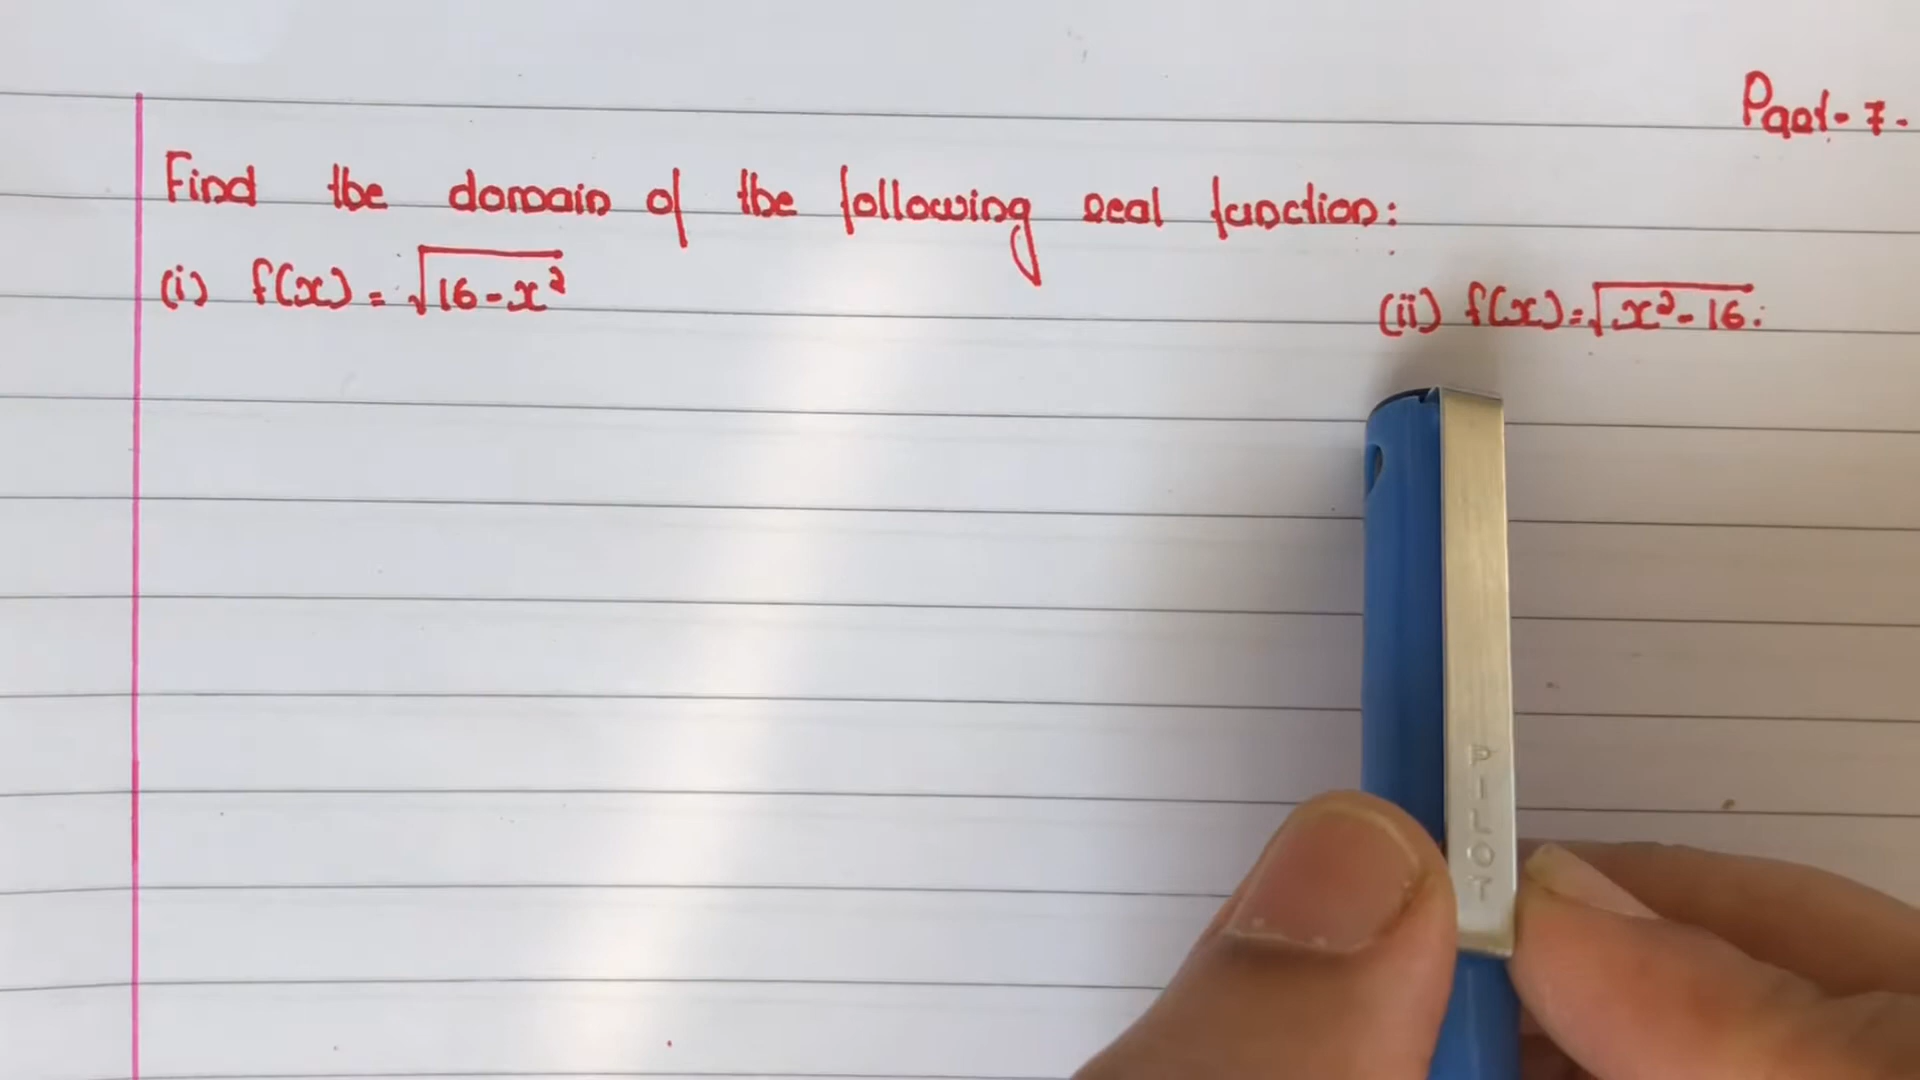 Part-7.
Find the domain of the following real function:
(i) f(x) = √16-x²
(ii) f(x)=√x²-16.
PILOT